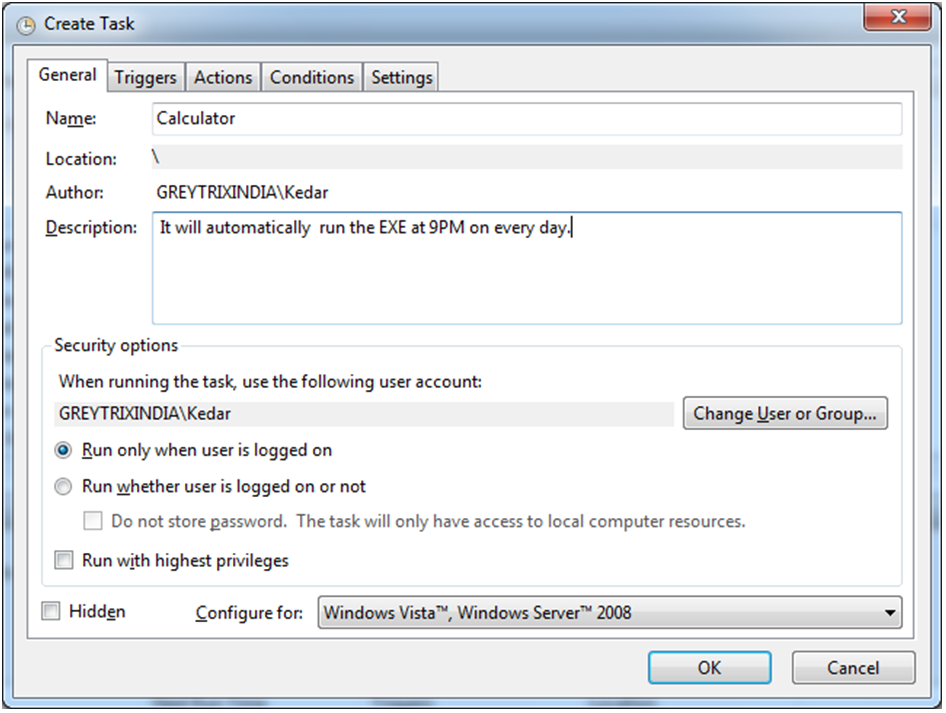 Create Task
General Triggers Actions Conditions Settings
Name: Calculator
Location: \
Author: GREYTRIXINDIA\Kedar
Description: It will automatically  run the EXE at 9PM on every day.
Security options
When running the task, use the following user account:
GREYTRIXINDIA\Kedar Change User or Group...
Run only when user is logged on
Run whether user is logged on or not
Do not store password.  The task will only have access to local computer resources.
Run with highest privileges
Hidden Configure for: Windows Vista™, Windows Server™ 2008
OK Cancel